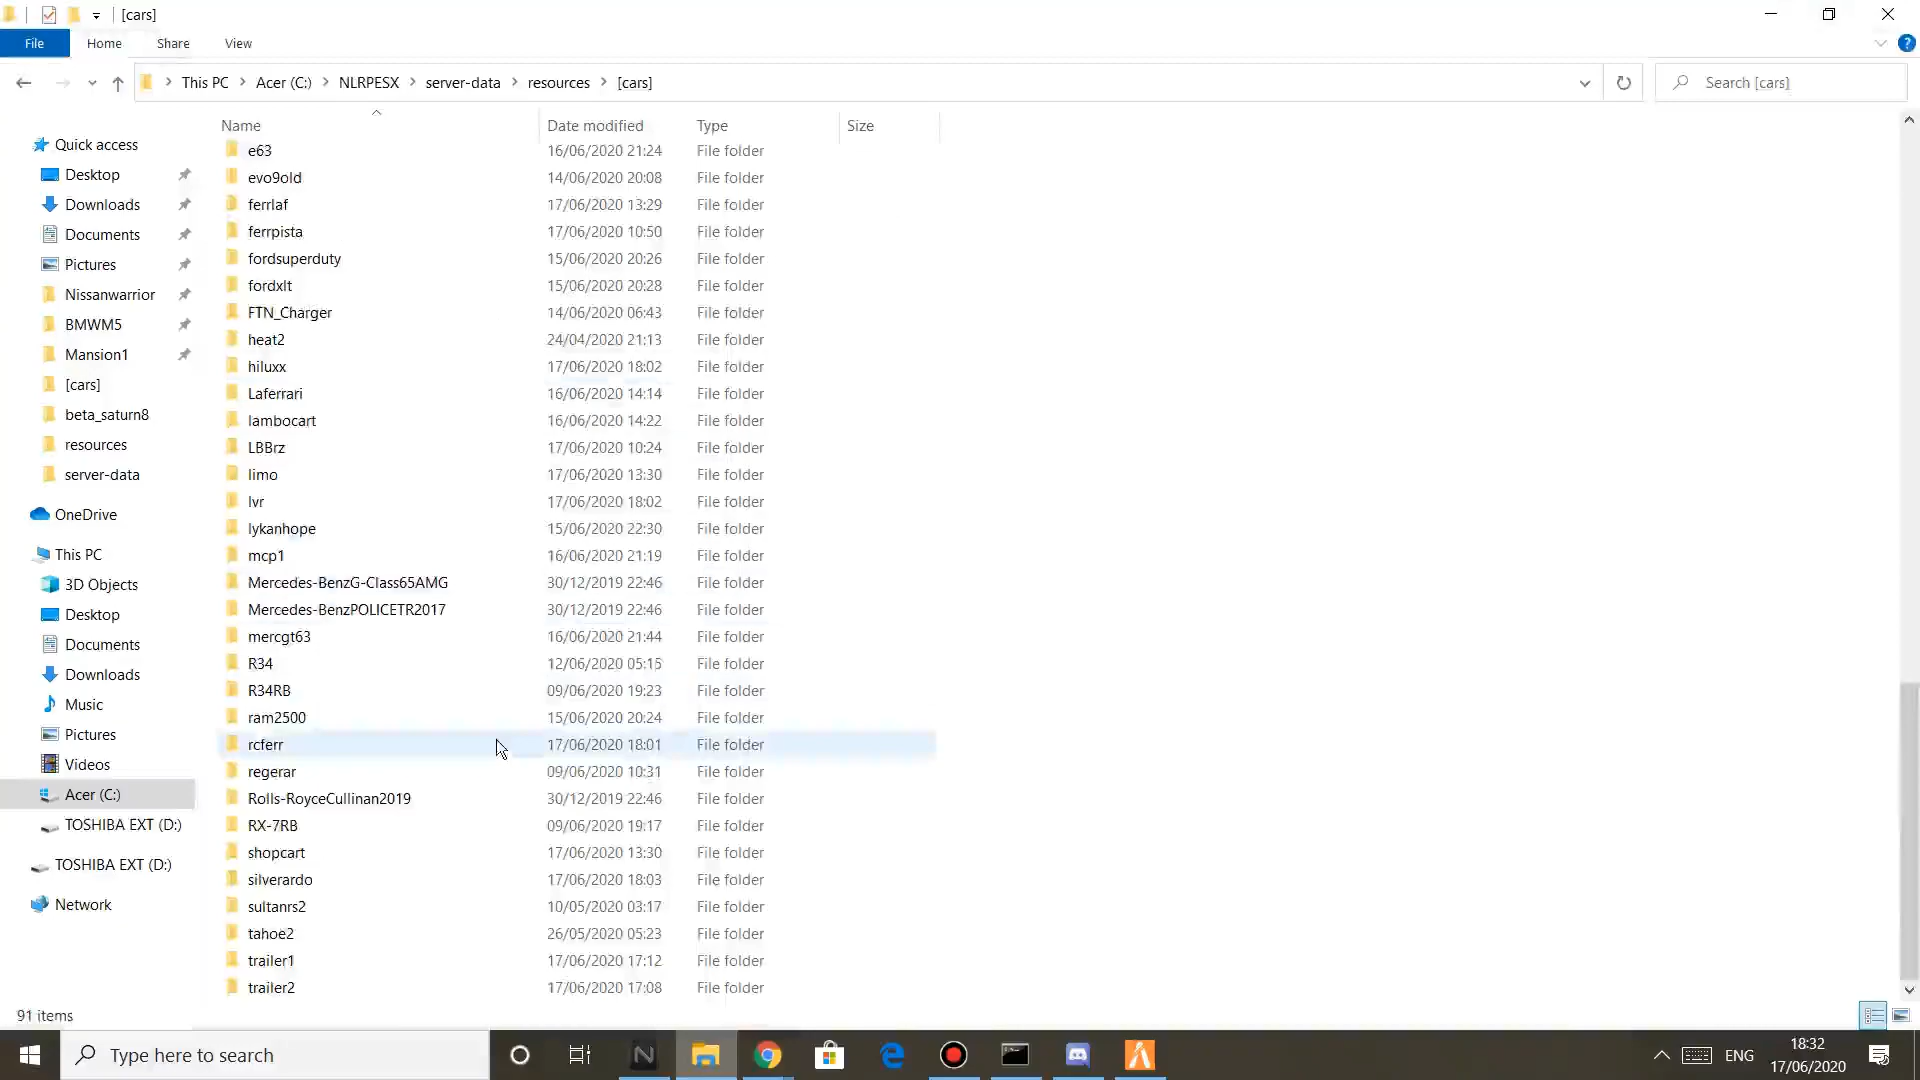 [cars]
File Home Share View
This PC Acer (C:) NLRPESX server-data resources [cars]
Search [cars]
Name Date modified Type Size
Quick access
Desktop
Downloads
Documents
Pictures
Nissanwarrior
BMWM5
Mansion1
[cars]
beta_saturn8
resources
server-data
OneDrive
This PC
3D Objects
Desktop
Documents
Downloads
Music
Pictures
Videos
Acer (C:)
TOSHIBA EXT (D:)
TOSHIBA EXT (D:)
Network
e63 16/06/2020 21:24 File folder
evo9old 14/06/2020 20:08 File folder
ferrlaf 17/06/2020 13:29 File folder
ferrpista 17/06/2020 10:50 File folder
fordsuperduty 15/06/2020 20:26 File folder
fordxlt 15/06/2020 20:28 File folder
FTN_Charger 14/06/2020 06:43 File folder
heat2 24/04/2020 21:13 File folder
hiluxx 17/06/2020 18:02 File folder
Laferrari 16/06/2020 14:14 File folder
lambocart 16/06/2020 14:22 File folder
LBBrz 17/06/2020 10:24 File folder
limo 17/06/2020 13:30 File folder
lvr 17/06/2020 18:02 File folder
lykanhope 15/06/2020 22:30 File folder
mcp1 16/06/2020 21:19 File folder
Mercedes-BenzG-Class65AMG 30/12/2019 22:46 File folder
Mercedes-BenzPOLICETR2017 30/12/2019 22:46 File folder
mercgt63 16/06/2020 21:44 File folder
R34 12/06/2020 05:15 File folder
R34RB 09/06/2020 19:23 File folder
ram2500 15/06/2020 20:24 File folder
rcferr 17/06/2020 18:01 File folder
regerar 09/06/2020 10:31 File folder
Rolls-RoyceCullinan2019 30/12/2019 22:46 File folder
RX-7RB 09/06/2020 19:17 File folder
shopcart 17/06/2020 13:30 File folder
silverardo 17/06/2020 18:03 File folder
sultanrs2 10/05/2020 03:17 File folder
tahoe2 26/05/2020 05:23 File folder
trailer1 17/06/2020 17:12 File folder
trailer2 17/06/2020 17:08 File folder
91 items
Type here to search
ENG
18:32
17/06/2020